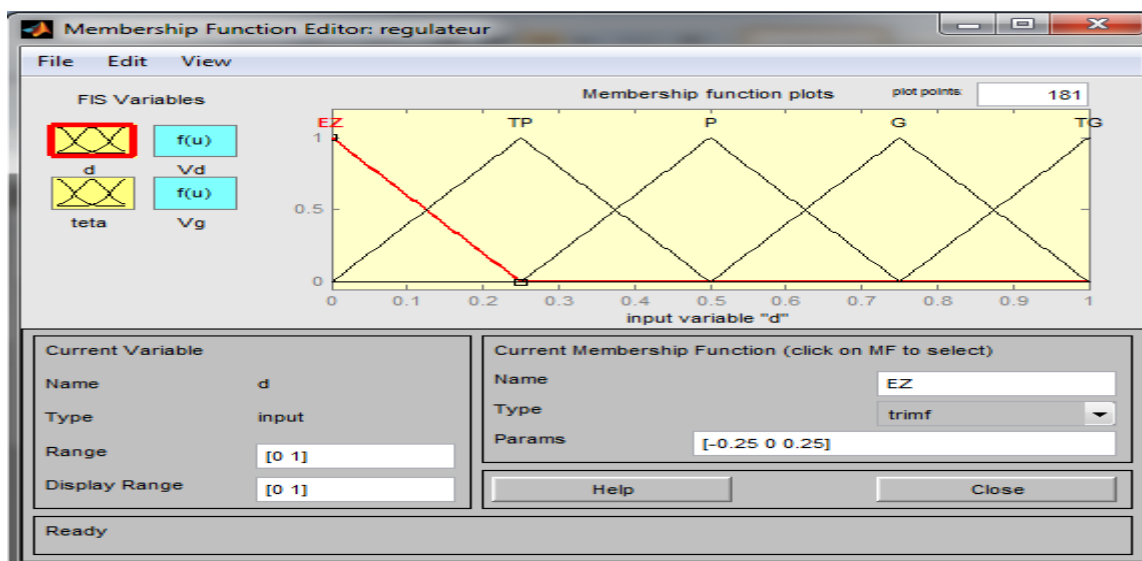 Membership Function Editor: regulateur
File Edit View
FIS Variables
Membership function plots
plot points:
181
f(u)
d
Vd
f(u)
teta
Vg
EZ TP P G TG
1
0.5
0
0 0.1 0.2 0.3 0.4 0.5 0.6 0.7 0.8 0.9 1
input variable "d"
Current Variable
Name d
Type input
Range [0 1]
Display Range [0 1]
Current Membership Function (click on MF to select)
Name EZ
Type trimf
Params [-0.25 0 0.25]
Help Close
Ready